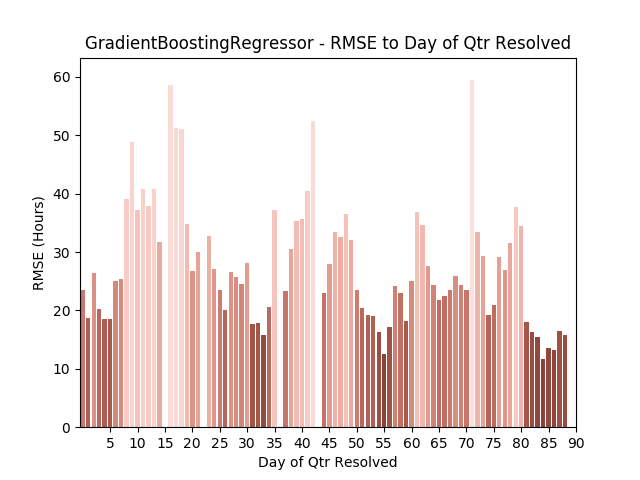 GradientBoostingRegressor - RMSE to Day of Qtr Resolved
60
50
40
30
20
10
0
RMSE (Hours)
5 10 15 20 25 30 35 40 45 50 55 60 65 70 75 80 85 90
Day of Qtr Resolved